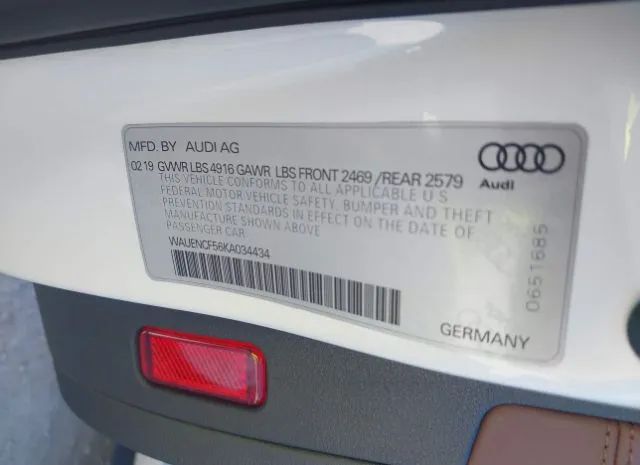 MFD. BY AUDI AG
02 19 GVWR LBS 4916 GAWR LBS FRONT 2469 /REAR 2579
THIS VEHICLE CONFORMS TO ALL APPLICABLE U S
FEDERAL MOTOR VEHICLE SAFETY, BUMPER AND THEFT
PREVENTION STANDARDS IN EFFECT ON THE DATE OF
MANUFACTURE SHOWN ABOVE
PASSENGER CAR
WAUENCF56KA034434
Audi
0651685
GERMANY